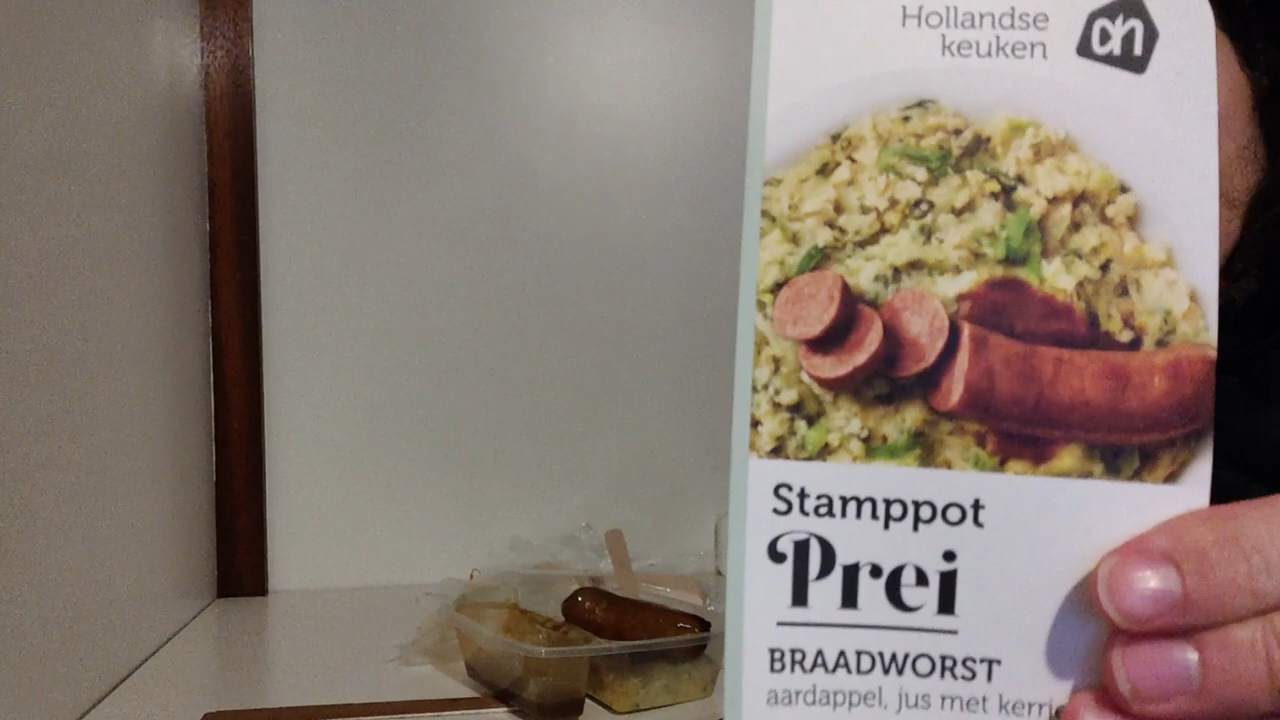 Hollandse
keuken
ah
Stamppot
Prei
BRAADWORST
aardappel, jus met kerrie